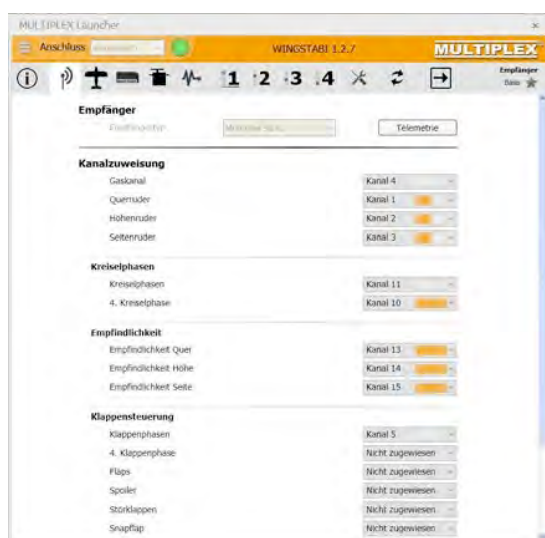 MULTIPLEX Launcher
Anschluss WINGSTABI 1.2.7 MULTIPLEX
1 2 3 4 Empfänger
Basis
Empfänger
Empfängertyp Telemetrie
Kanalzuweisung
Gaskanal Kanal 4
Querruder Kanal 1
Höhenruder Kanal 2
Seitenruder Kanal 3
Kreiselphasen
Kreiselphasen Kanal 11
4. Kreiselphase Kanal 10
Empfindlichkeit
Empfindlichkeit Quer Kanal 13
Empfindlichkeit Höhe Kanal 14
Empfindlichkeit Seite Kanal 15
Klappensteuerung
Klappenphasen Kanal 5
4. Klappenphase Nicht zugewiesen
Flaps Nicht zugewiesen
Spoiler Nicht zugewiesen
Störklappen Nicht zugewiesen
Snapflap Nicht zugewiesen